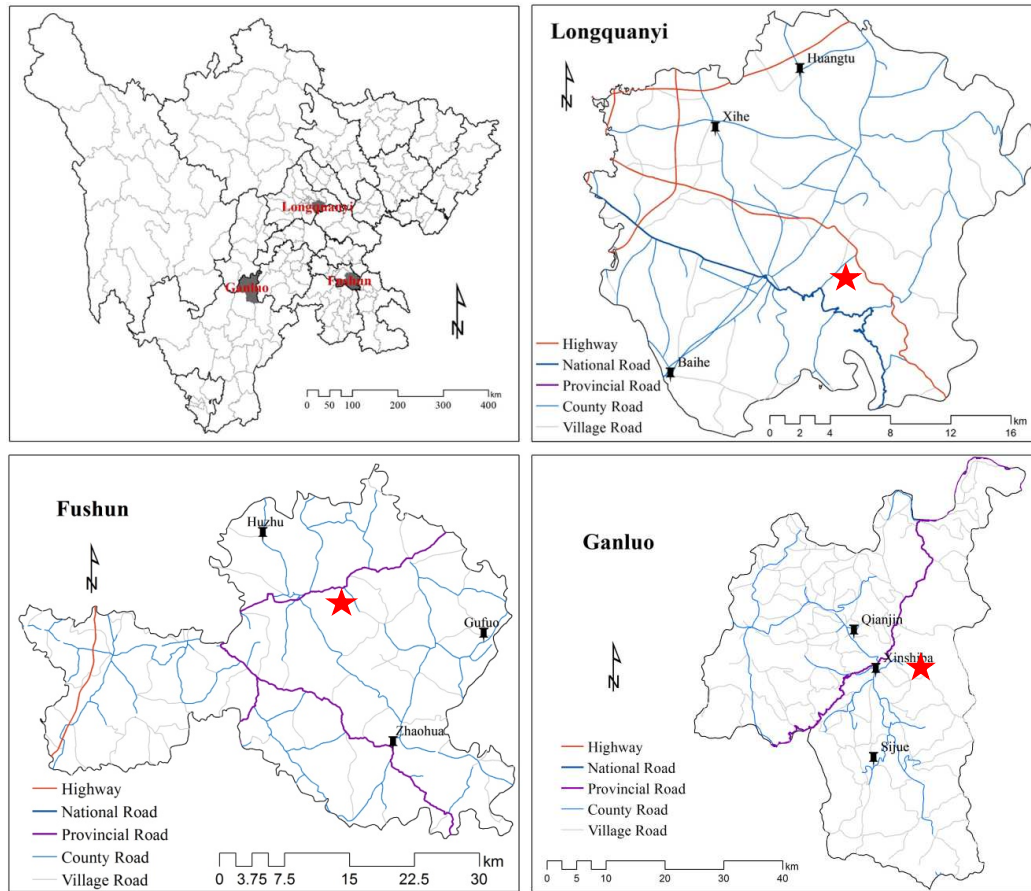 Longquanyi
Ganluo
Fushun
N
km
0 50 100 200 300 400
Longquanyi
N
Huangtu
Xihe
Baihe
Highway
National Road
Provincial Road
County Road
Village Road
km
0 2 4 8 12 16
Fushun
N
Huzhu
Gufuo
Zhaohua
Highway
National Road
Provincial Road
County Road
Village Road
km
0 3.75 7.5 15 22.5 30
Ganluo
N
Qianjin
Xinshiba
Sijue
Highway
National Road
Provincial Road
County Road
Village Road
km
0 5 10 20 30 40